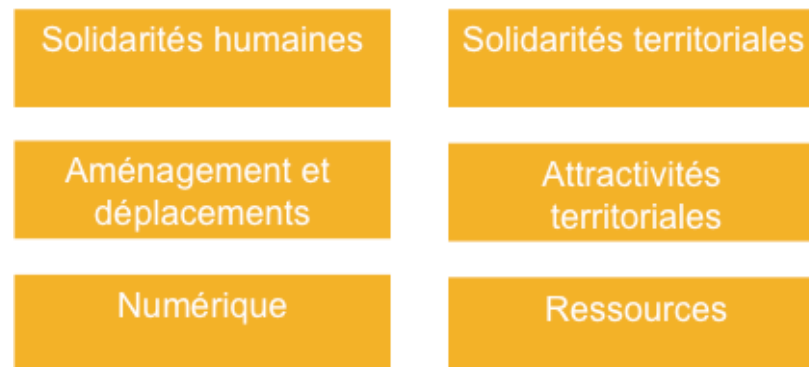 Solidarités humaines
Solidarités territoriales
Aménagement et
déplacements
Attractivités
territoriales
Numérique
Ressources